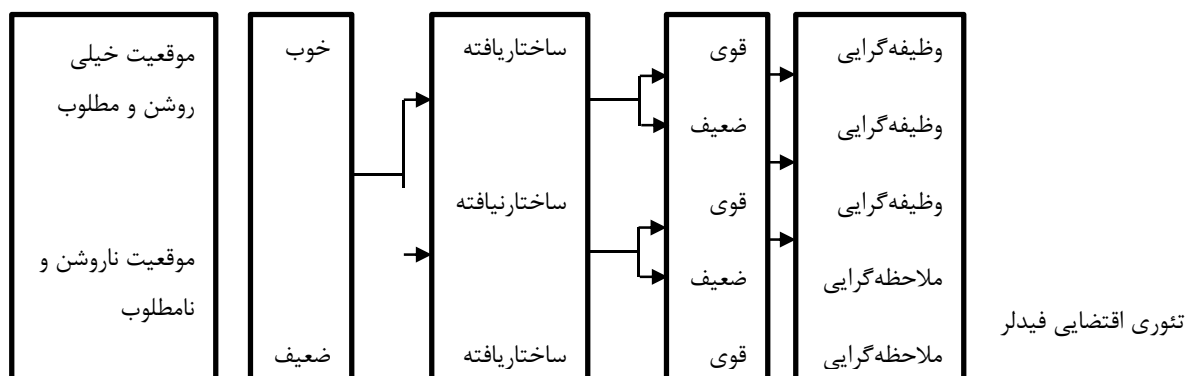 موقعیت خیلی
روشن و مطلوب
موقعیت ناروشن و
نامطلوب
خوب
ضعیف
ساختاریافته
ساختارنیافته
ساختاریافته
قوی
ضعیف
قوی
ضعیف
قوی
وظیفه‌گرایی
وظیفه‌گرایی
وظیفه‌گرایی
ملاحظه‌گرایی
ملاحظه‌گرایی
تئوری اقتضایی فیدلر